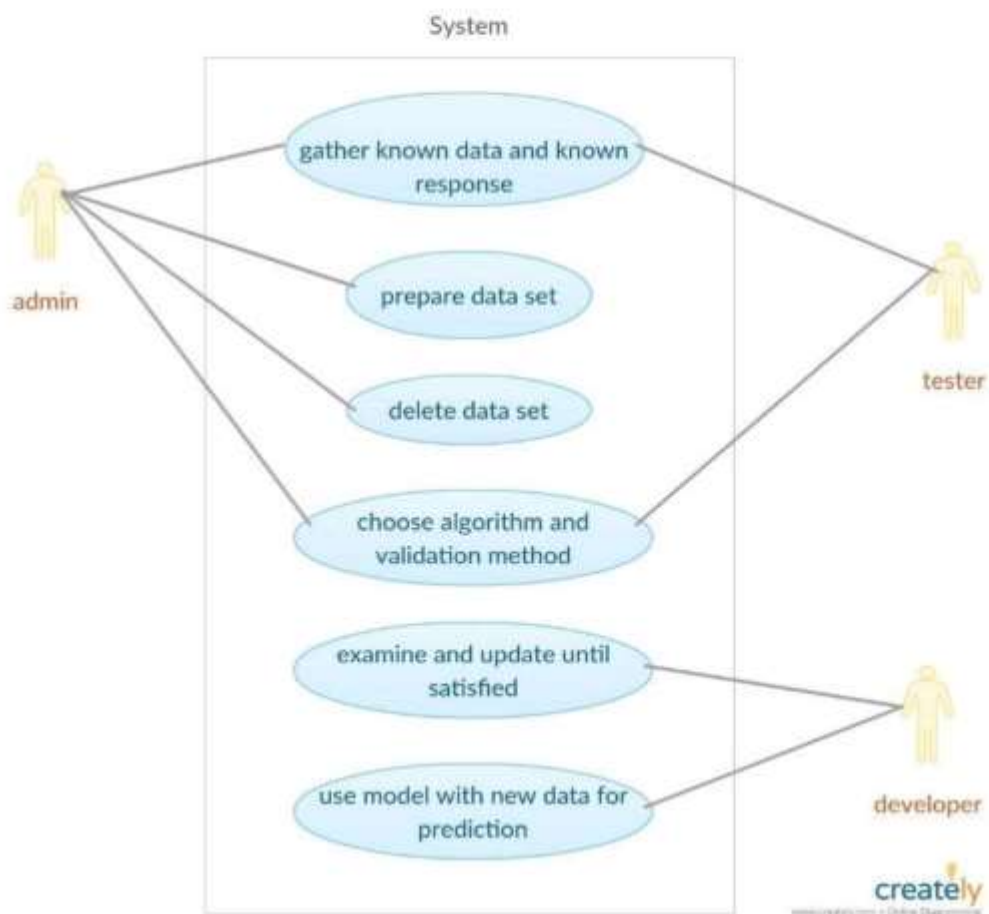 System
gather known data and known
response
admin
prepare data set
tester
delete data set
choose algorithm and
validation method
examine and update until
satisfied
use model with new data for
prediction
developer
creately